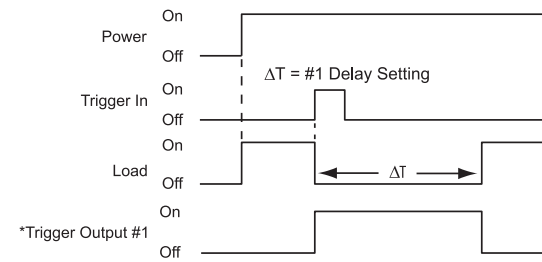 On
Power
Off
ΔT = #1 Delay Setting
On
Trigger In
Off
On
Load
Off
ΔT
On
*Trigger Output #1
Off